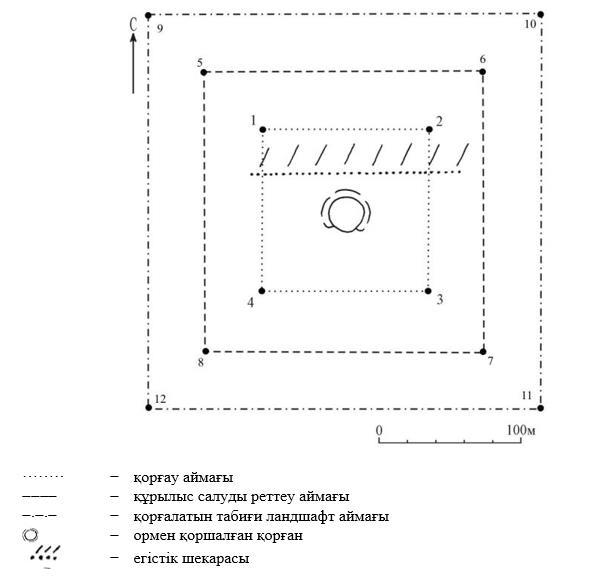 С
9
10
5
6
1
2
4
3
8
7
12
11
0
100м
– қорғау аймағы
– құрылыс салуды реттеу аймағы
– қорғалатын табиғи ландшафт аймағы
– ормен қоршалған қорған
– егістік шекарасы